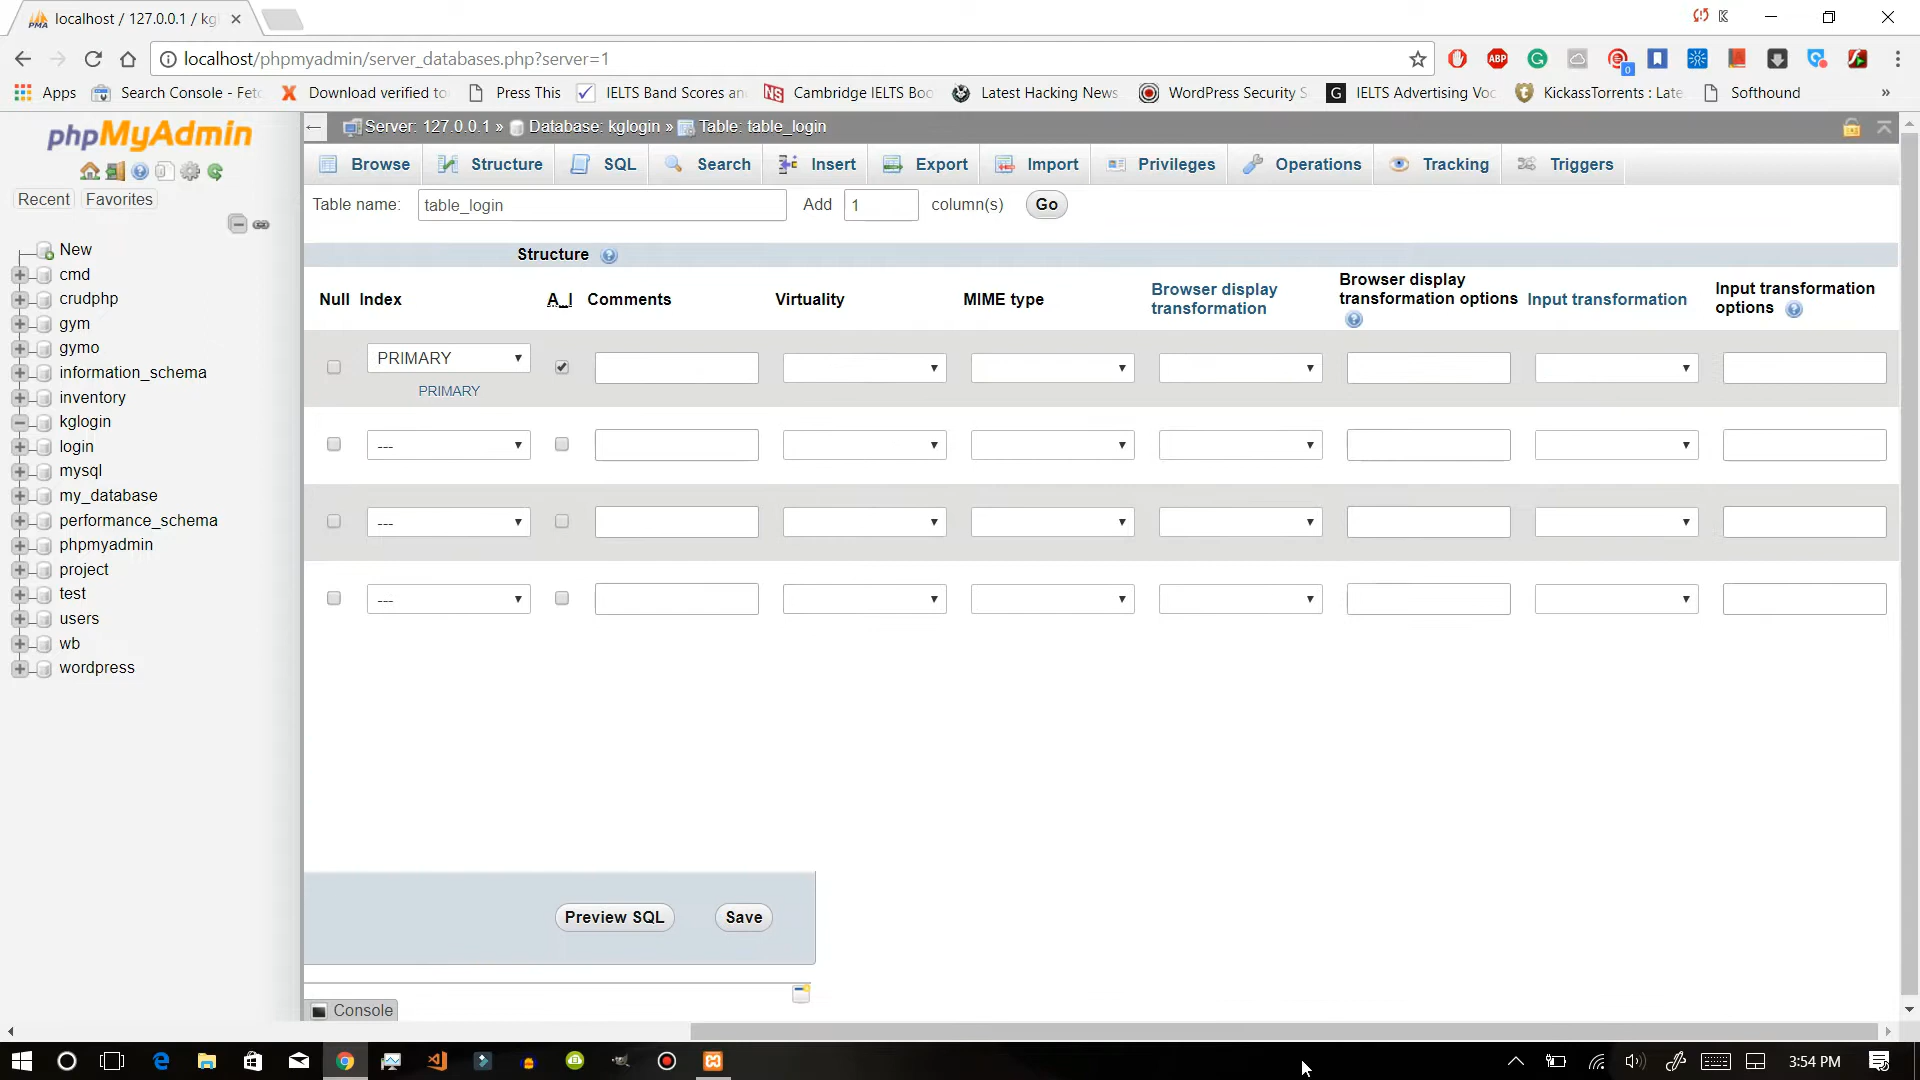 localhost / 127.0.0.1 / kg
localhost/phpmyadmin/server_databases.php?server=1
Apps
Search Console - Fetc
Download verified to
Press This
IELTS Band Scores an
Cambridge IELTS Boo
Latest Hacking News
WordPress Security S
IELTS Advertising Voc
KickassTorrents : Late
Softhound
»
phpMyAdmin
Recent
Favorites
New
cmd
crudphp
gym
gymo
information_schema
inventory
kglogin
login
mysql
my_database
performance_schema
phpmyadmin
project
test
users
wb
wordpress
Server: 127.0.0.1 » Database: kglogin » Table: table_login
Browse
Structure
SQL
Search
Insert
Export
Import
Privileges
Operations
Tracking
Triggers
Table name: table_login Add 1 column(s) Go
Structure
Null Index A_I Comments Virtuality MIME type
Browser display
transformation
Browser display
transformation options
Input transformation
Input transformation
options
PRIMARY
PRIMARY
---
---
---
Preview SQL
Save
Console
3:54 PM